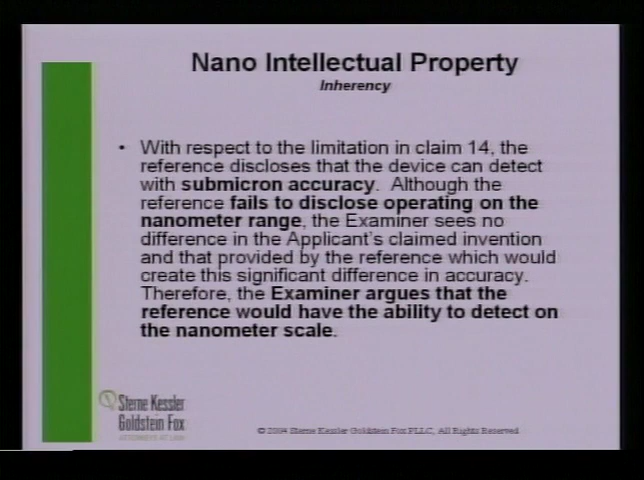 Nano Intellectual Property
Inherency
• With respect to the limitation in claim 14, the
reference discloses that the device can detect
with submicron accuracy. Although the
reference fails to disclose operating on the
nanometer range, the Examiner sees no
difference in the Applicant's claimed invention
and that provided by the reference which would
create this significant difference in accuracy.
Therefore, the Examiner argues that the
reference would have the ability to detect on
the nanometer scale.
Sterne Kessler
Goldstein Fox
ATTORNEYS AT LAW
© 2004 Sterne Kessler Goldstein Fox PLLC, All Rights Reserved